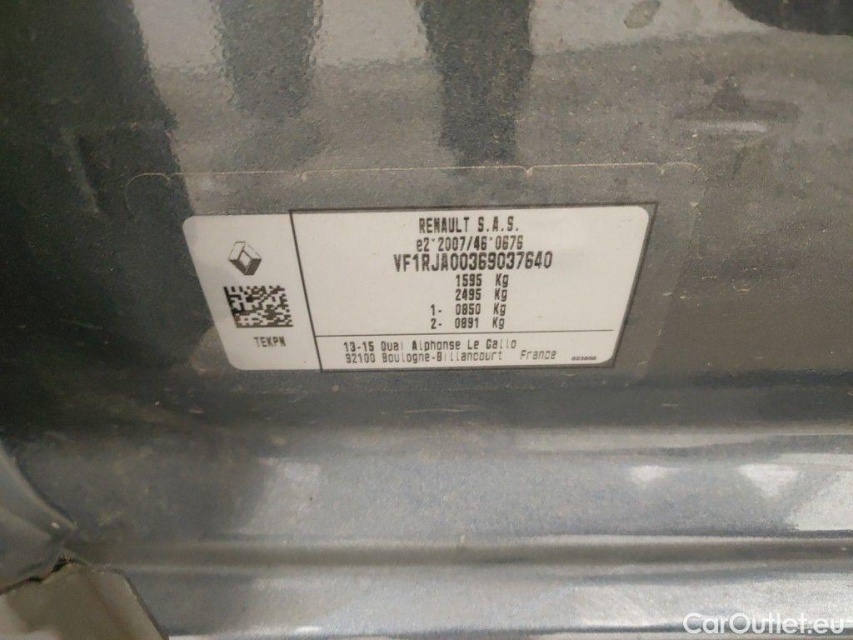 RENAULT S.A.S.
e2*2007/46*0676
VF1RJA00369037640
1595 Kg
2495 Kg
1- 0850 Kg
2- 0891 Kg
TEKPN
13-15 Quai Alphonse Le Gallo
92100 Boulogne-Billancourt France
CarOutlet.eu